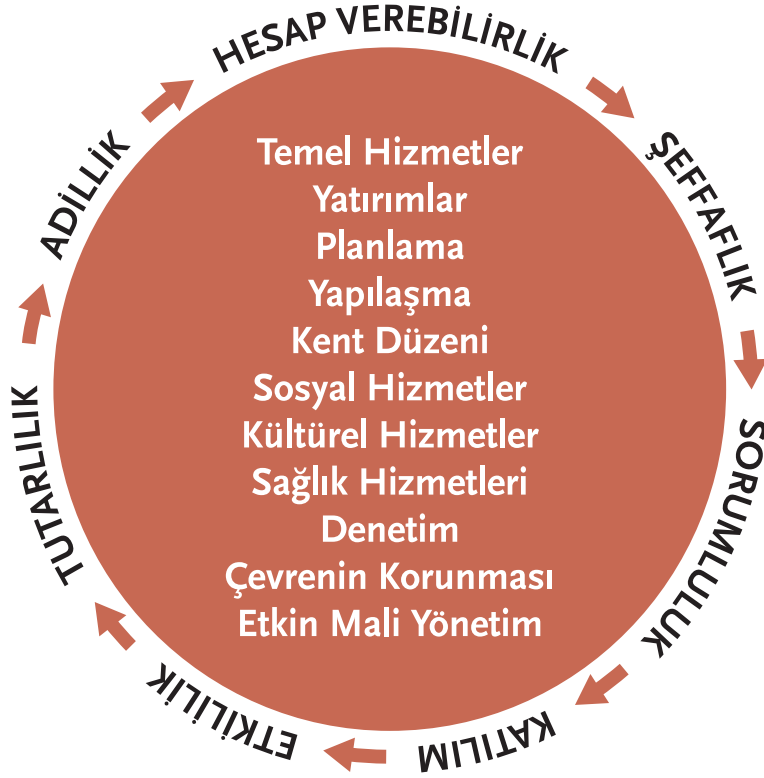 HESAP VEREBİLİRLİK
ŞEFFAFLIK
SORUMLULUK
KATILIM
ETKİLİLİK
TUTARLILIK
ADİLLİK
Temel Hizmetler
Yatırımlar
Planlama
Yapılaşma
Kent Düzeni
Sosyal Hizmetler
Kültürel Hizmetler
Sağlık Hizmetleri
Denetim
Çevrenin Korunması
Etkin Mali Yönetim